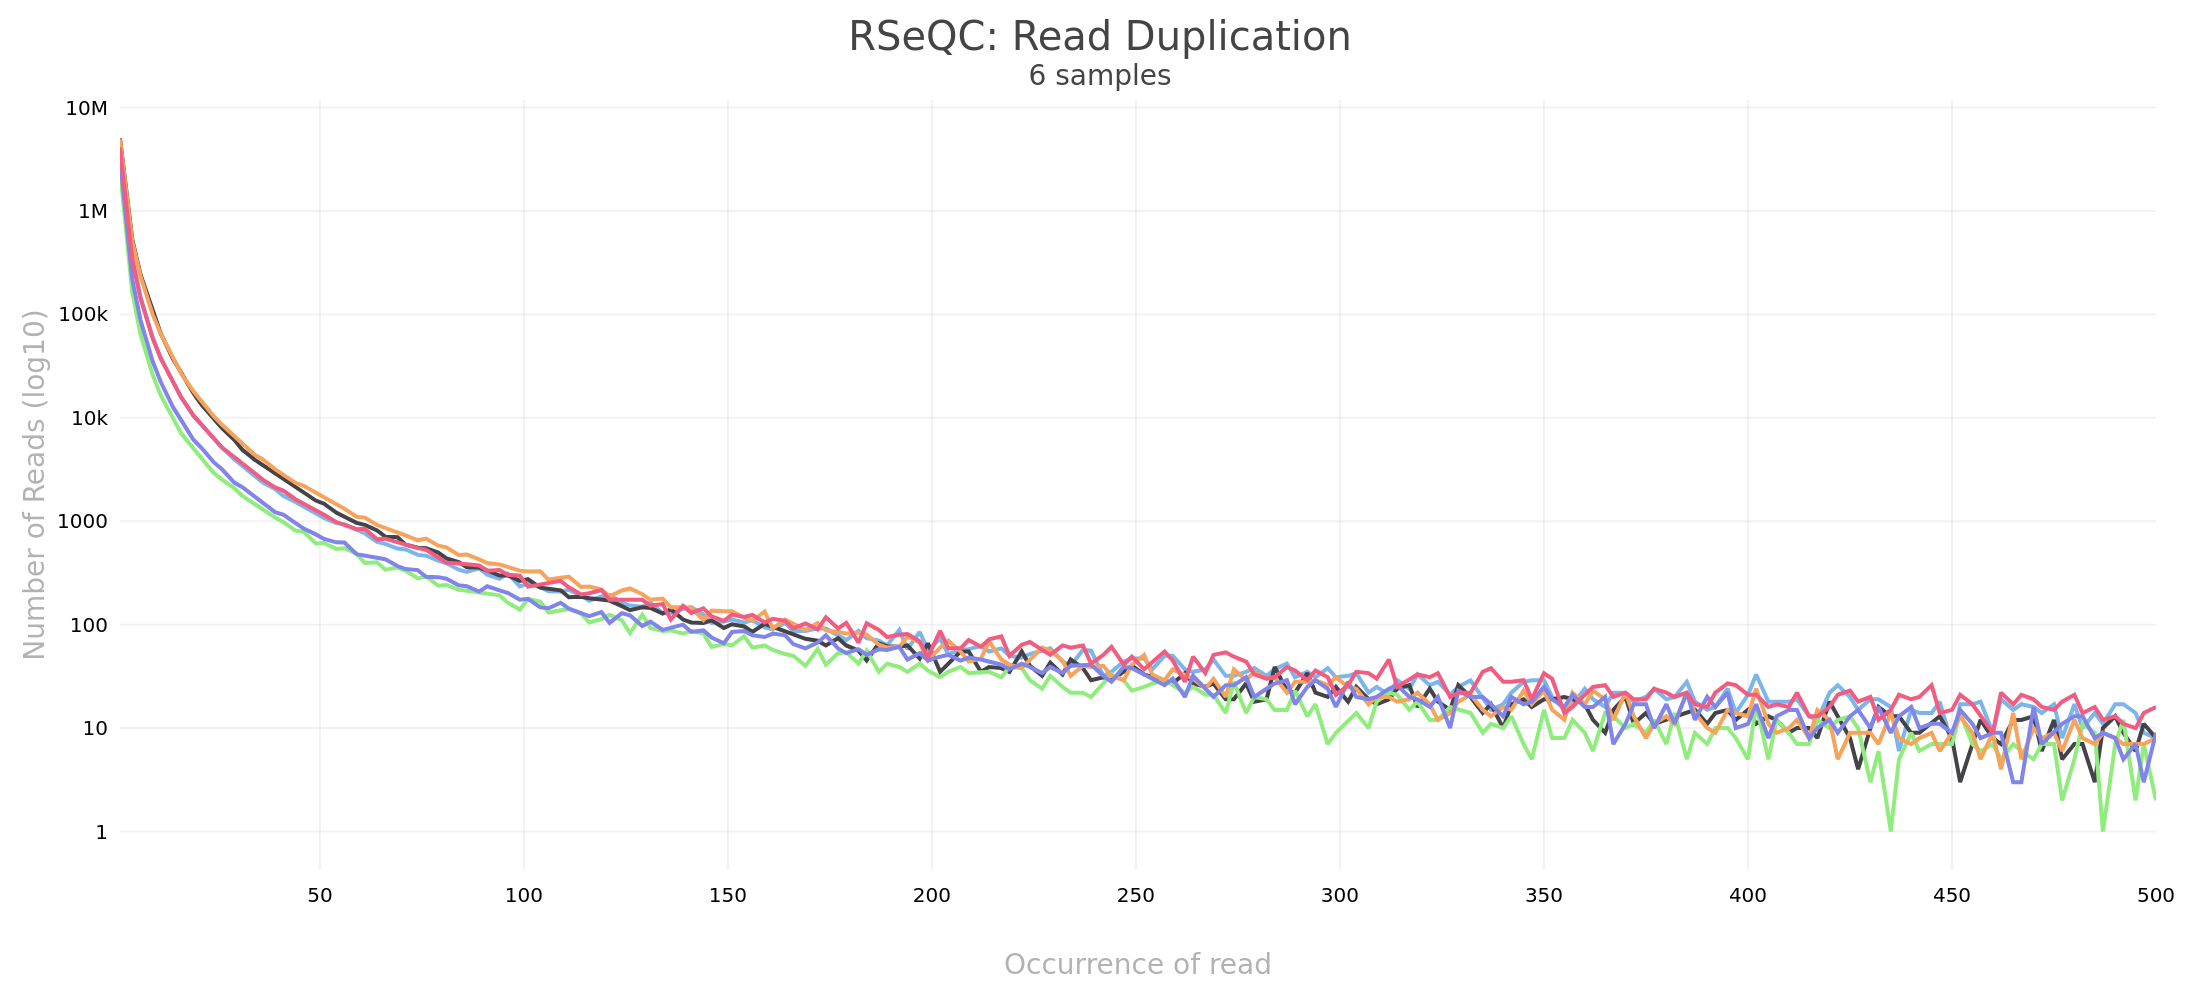 RSeQC: Read Duplication
6 samples
Number of Reads (log10)
10M
1M
100k
10k
1000
100
10
1
50 100 150 200 250 300 350 400 450 500
Occurrence of read